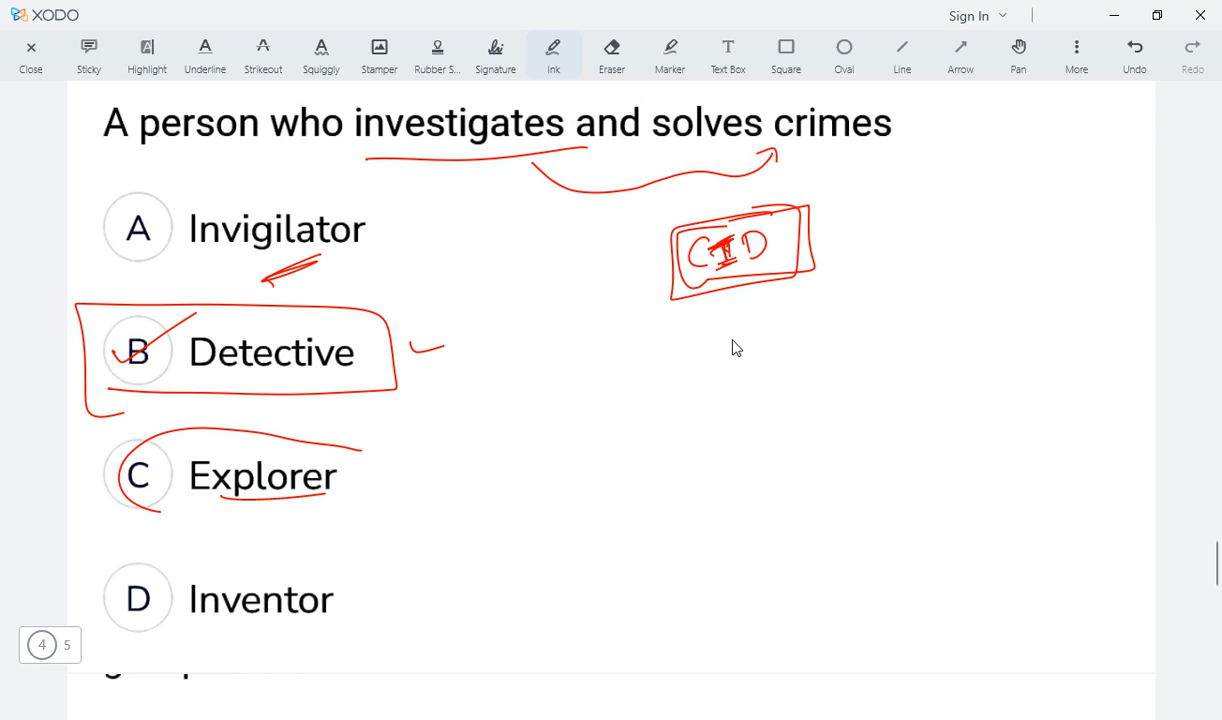 XODO
Sign In
Close Sticky Highlight Underline Strikeout Squiggly Stamper Rubber S... Signature Ink Eraser Marker Text Box Square Oval Line Arrow Pan More Undo Redo
A person who investigates and solves crimes
A Invigilator
CID
B Detective
C Explorer
D Inventor
4 5